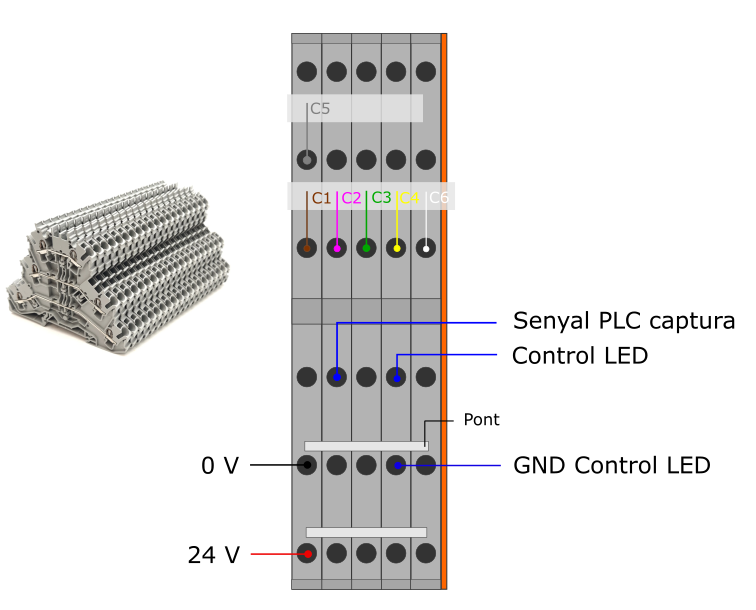 C5
C1 C2 C3 C4 C6
Senyal PLC captura
Control LED
Pont
0 V
GND Control LED
24 V